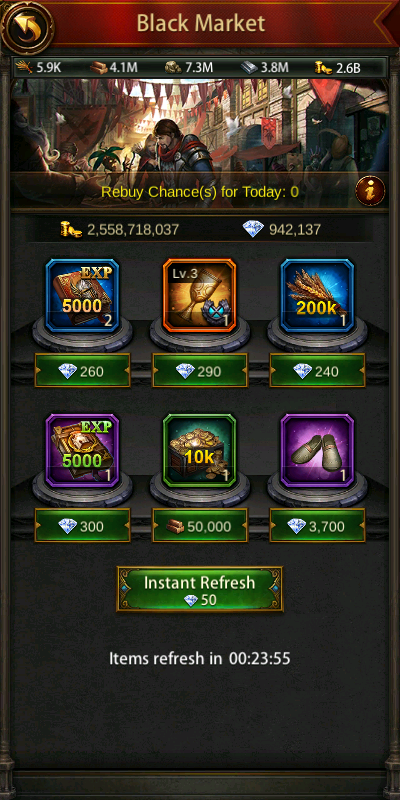 Black Market
5.9K 4.1M 7.3M 3.8M 2.6B
Rebuy Chance(s) for Today: 0
i
2,558,718,037 942,137
EXP Lv.3
5000 200k
2 1 1
260 290 240
EXP
5000 10k
1 1 1
300 50,000 3,700
Instant Refresh
50
Items refresh in 00:23:55